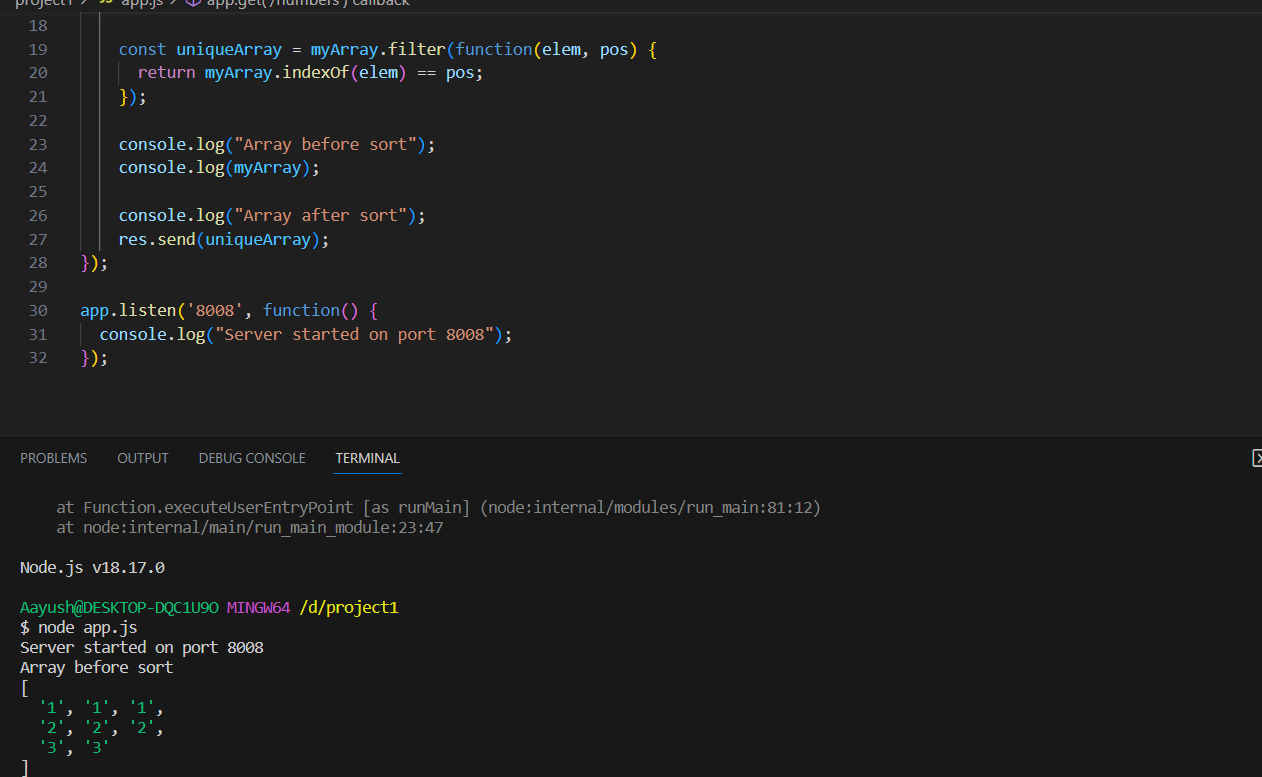 project1 > JS app.js > app.get('/numbers') callback
18
19 const uniqueArray = myArray.filter(function(elem, pos) {
20 return myArray.indexOf(elem) == pos;
21 });
22
23 console.log("Array before sort");
24 console.log(myArray);
25
26 console.log("Array after sort");
27 res.send(uniqueArray);
28 });
29
30 app.listen('8008', function() {
31 console.log("Server started on port 8008");
32 });
PROBLEMS OUTPUT DEBUG CONSOLE TERMINAL
at Function.executeUserEntryPoint [as runMain] (node:internal/modules/run_main:81:12)
at node:internal/main/run_main_module:23:47
Node.js v18.17.0
Aayush@DESKTOP-DQC1U9O MINGW64 /d/project1
$ node app.js
Server started on port 8008
Array before sort
[
'1', '1', '1',
'2', '2', '2',
'3', '3'
]